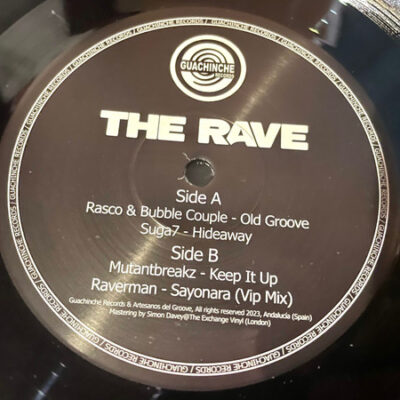 GUACHINCHE
RECORDS
THE RAVE
Side A
Rasco & Bubble Couple - Old Groove
Suga7 - Hideaway
Side B
Mutantbreakz - Keep It Up
Raverman - Sayonara (Vip Mix)
Guachinche Records & Artesanos del Groove, All rights reserved 2023, Andalucía (Spain)
Mastering by Simon Davey@The Exchange Vinyl (London)
GUACHINCHE RECORDS / GUACHINCHE RECORDS / GUACHINCHE RECORDS / GUACHINCHE RECORDS